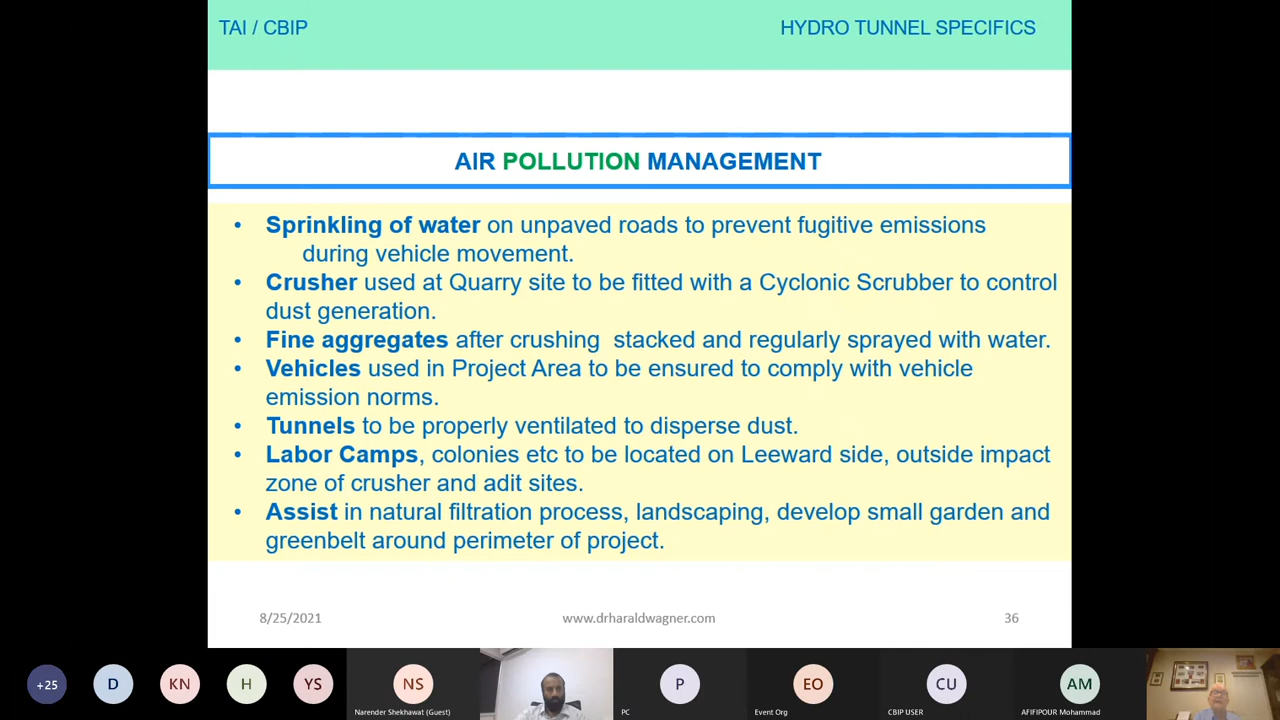 TAI / CBIP
HYDRO TUNNEL SPECIFICS
AIR POLLUTION MANAGEMENT
• Sprinkling of water on unpaved roads to prevent fugitive emissions
during vehicle movement.
• Crusher used at Quarry site to be fitted with a Cyclonic Scrubber to control
dust generation.
• Fine aggregates after crushing stacked and regularly sprayed with water.
• Vehicles used in Project Area to be ensured to comply with vehicle
emission norms.
• Tunnels to be properly ventilated to disperse dust.
• Labor Camps, colonies etc to be located on Leeward side, outside impact
zone of crusher and adit sites.
• Assist in natural filtration process, landscaping, develop small garden and
greenbelt around perimeter of project.
8/25/2021
www.drharaldwagner.com
36
+25
D
KN
H
YS
NS
P
EO
CU
AM
Narender Shekhawat (Guest)
PC
Event Org
CBIP USER
AFIFIPOUR Mohammad